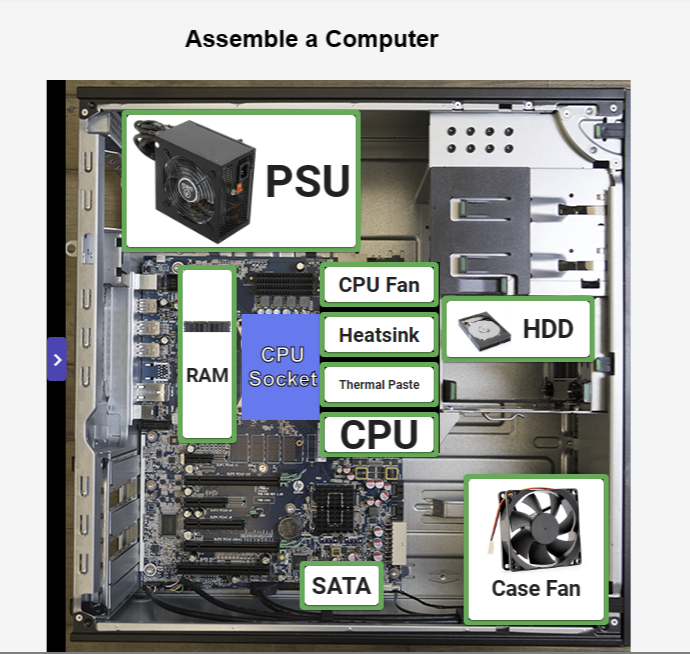 Assemble a Computer
PSU
CPU Fan
Heatsink
HDD
CPU
Socket
RAM
Thermal Paste
CPU
Case Fan
SATA